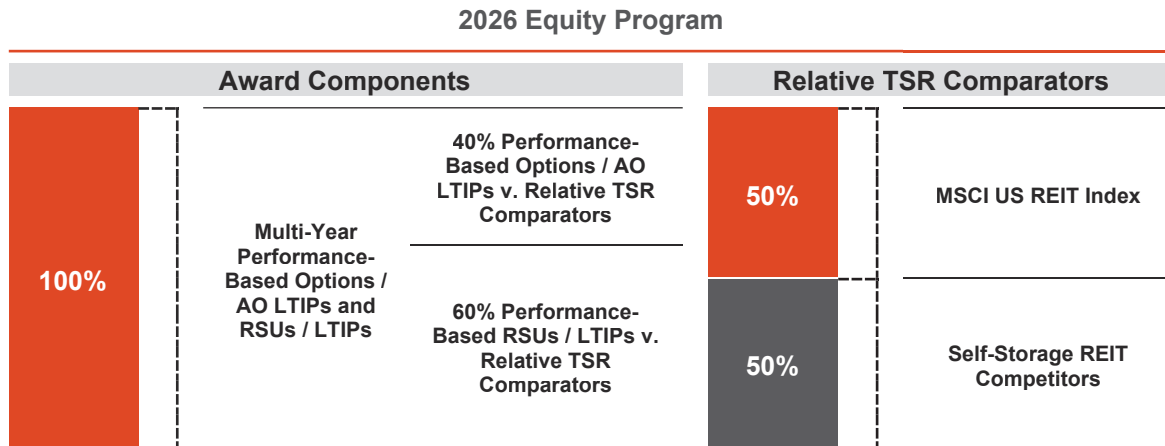 2026 Equity Program
Award Components
Relative TSR Comparators
100%
Multi-Year
Performance-
Based Options /
AO LTIPs and
RSUs / LTIPs
40% Performance-
Based Options / AO
LTIPs v. Relative TSR
Comparators
60% Performance-
Based RSUs / LTIPs v.
Relative TSR
Comparators
50%
MSCI US REIT Index
50%
Self-Storage REIT
Competitors